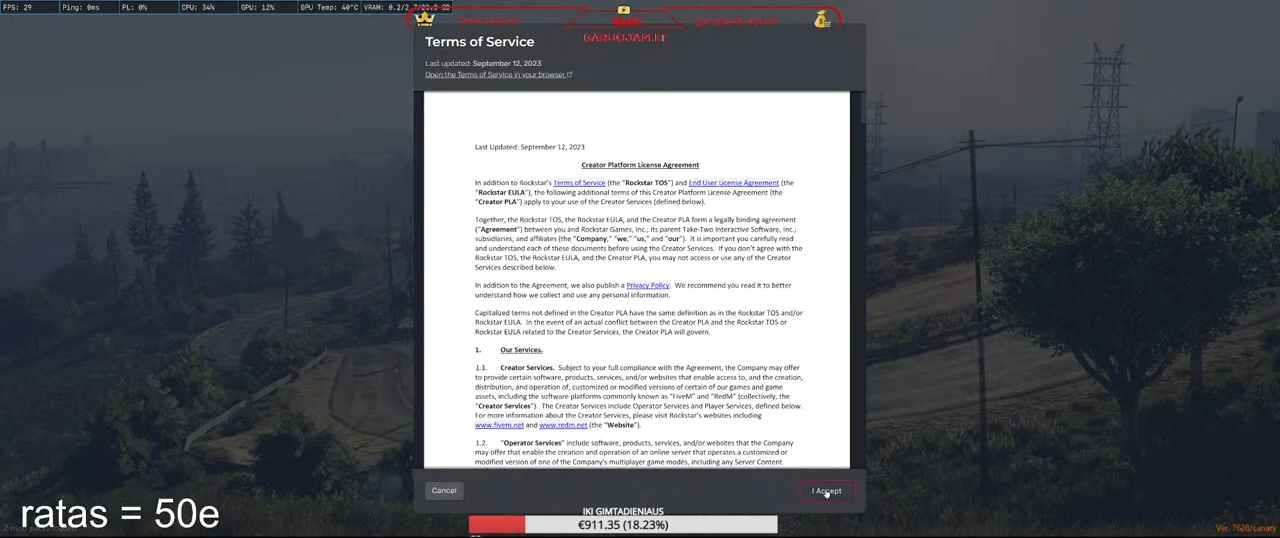 FPS: 29 Ping: 0ms PL: 0% CPU: 34% GPU: 12% GPU Temp: 40°C
GARUOJAM.LT
Terms of Service
Last updated: September 12, 2023
Open the Terms of Service in your browser
Last Updated: September 12, 2023
Creator Platform License Agreement
In addition to Rockstar's Terms of Service (the "Rockstar TOS") and End User License Agreement (the
"Rockstar EULA"), the following additional terms of this Creator Platform License Agreement (the
"Creator PLA") apply to your use of the Creator Services (defined below).
Together, the Rockstar TOS, the Rockstar EULA, and the Creator PLA form a legally binding agreement
("Agreement") between you and Rockstar Games, Inc.; its parent Take-Two Interactive Software, Inc.;
subsidiaries; and affiliates (the "Company," "we," "us," and "our"). It is important you carefully read
and understand each of these documents before using the Creator Services. If you don't agree with the
Rockstar TOS, the Rockstar EULA, and the Creator PLA, you may not access or use any of the Creator
Services described below.
In addition to the Agreement, we also publish a Privacy Policy. We recommend you read it to better
understand how we collect and use any personal information.
Capitalized terms not defined in the Creator PLA have the same definition as in the Rockstar TOS and/or
Rockstar EULA. In the event of an actual conflict between the Creator PLA and the Rockstar TOS or
Rockstar EULA related to the Creator Services, the Creator PLA will govern.
1. Our Services.
1.1. Creator Services. Subject to your full compliance with the Agreement, the Company may offer
to provide certain software, products, services, and/or websites that enable access to, and the creation,
distribution, and operation of, customized or modified versions of certain of our games and game
assets, including the software platforms commonly known as "FiveM" and "RedM" (collectively, the
"Creator Services"). The Creator Services include Operator Services and Player Services, defined below.
For more information about the Creator Services, please visit Rockstar's websites including
www.fivem.net and www.redm.net (the "Website").
1.2. "Operator Services" include software, products, services, and/or websites that the Company
may offer that enable the creation and operation of an online server that operates a customized or
modified version of one of the Company's multiplayer game modes, including any Server Content
Cancel
I Accept
ratas = 50e
IKI GIMTADIENIAUS
€911.35 (18.23%)
Ver. 7628/canary